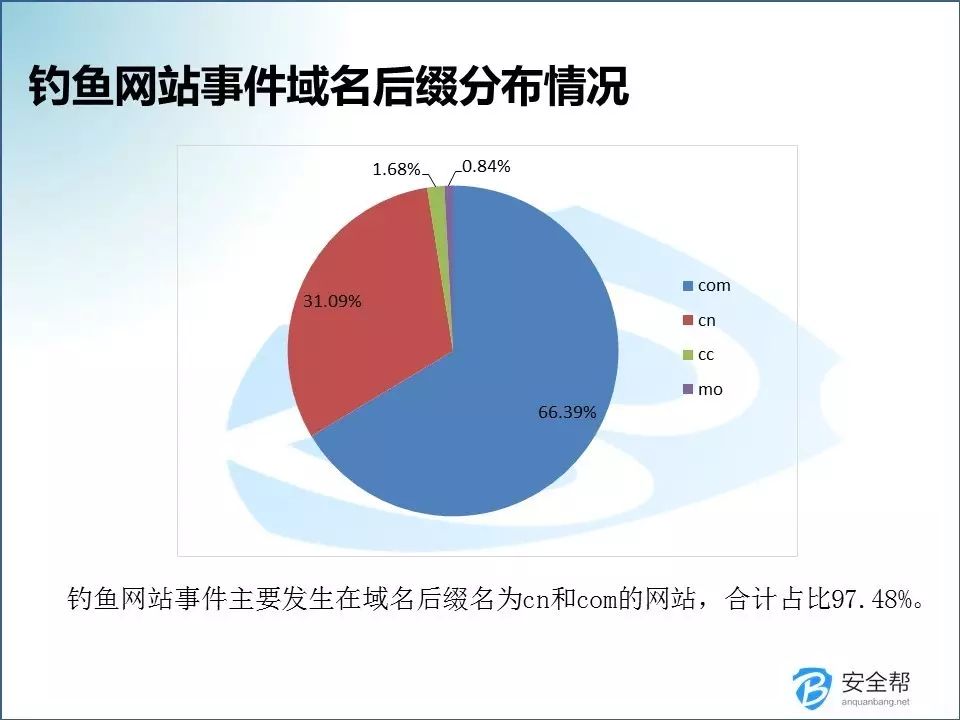 钓鱼网站事件域名后缀分布情况
1.68%
0.84%
31.09%
66.39%
com
cn
cc
mo
钓鱼网站事件主要发生在域名后缀名为cn和com的网站，合计占比97.48%。
安全帮
anquanbang.net